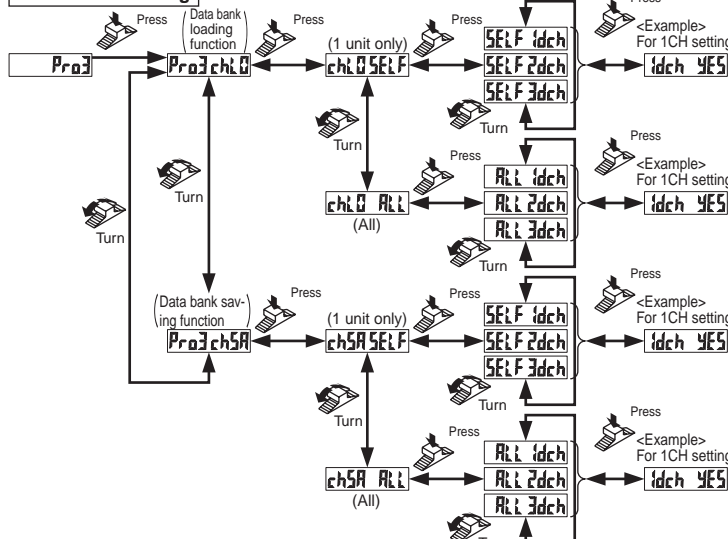 Press
(Data bank loading function)
Press
(1 unit only)
Press
Press
<Example>
For 1CH setting
Pro3
Pro3 chLO
chLO SELF
SELF 1dch
SELF 2dch
SELF 3dch
1dch YES
Turn
Turn
Turn
Turn
Press
Press
<Example>
For 1CH setting
chLO ALL
(All)
ALL 1dch
ALL 2dch
ALL 3dch
1dch YES
Turn
(Data bank sav-
ing function)
Press
(1 unit only)
Press
Press
<Example>
For 1CH setting
Pro3 chSA
chSA SELF
SELF 1dch
SELF 2dch
SELF 3dch
1dch YES
Turn
Turn
Press
Press
<Example>
For 1CH setting
chSA ALL
(All)
ALL 1dch
ALL 2dch
ALL 3dch
1dch YES